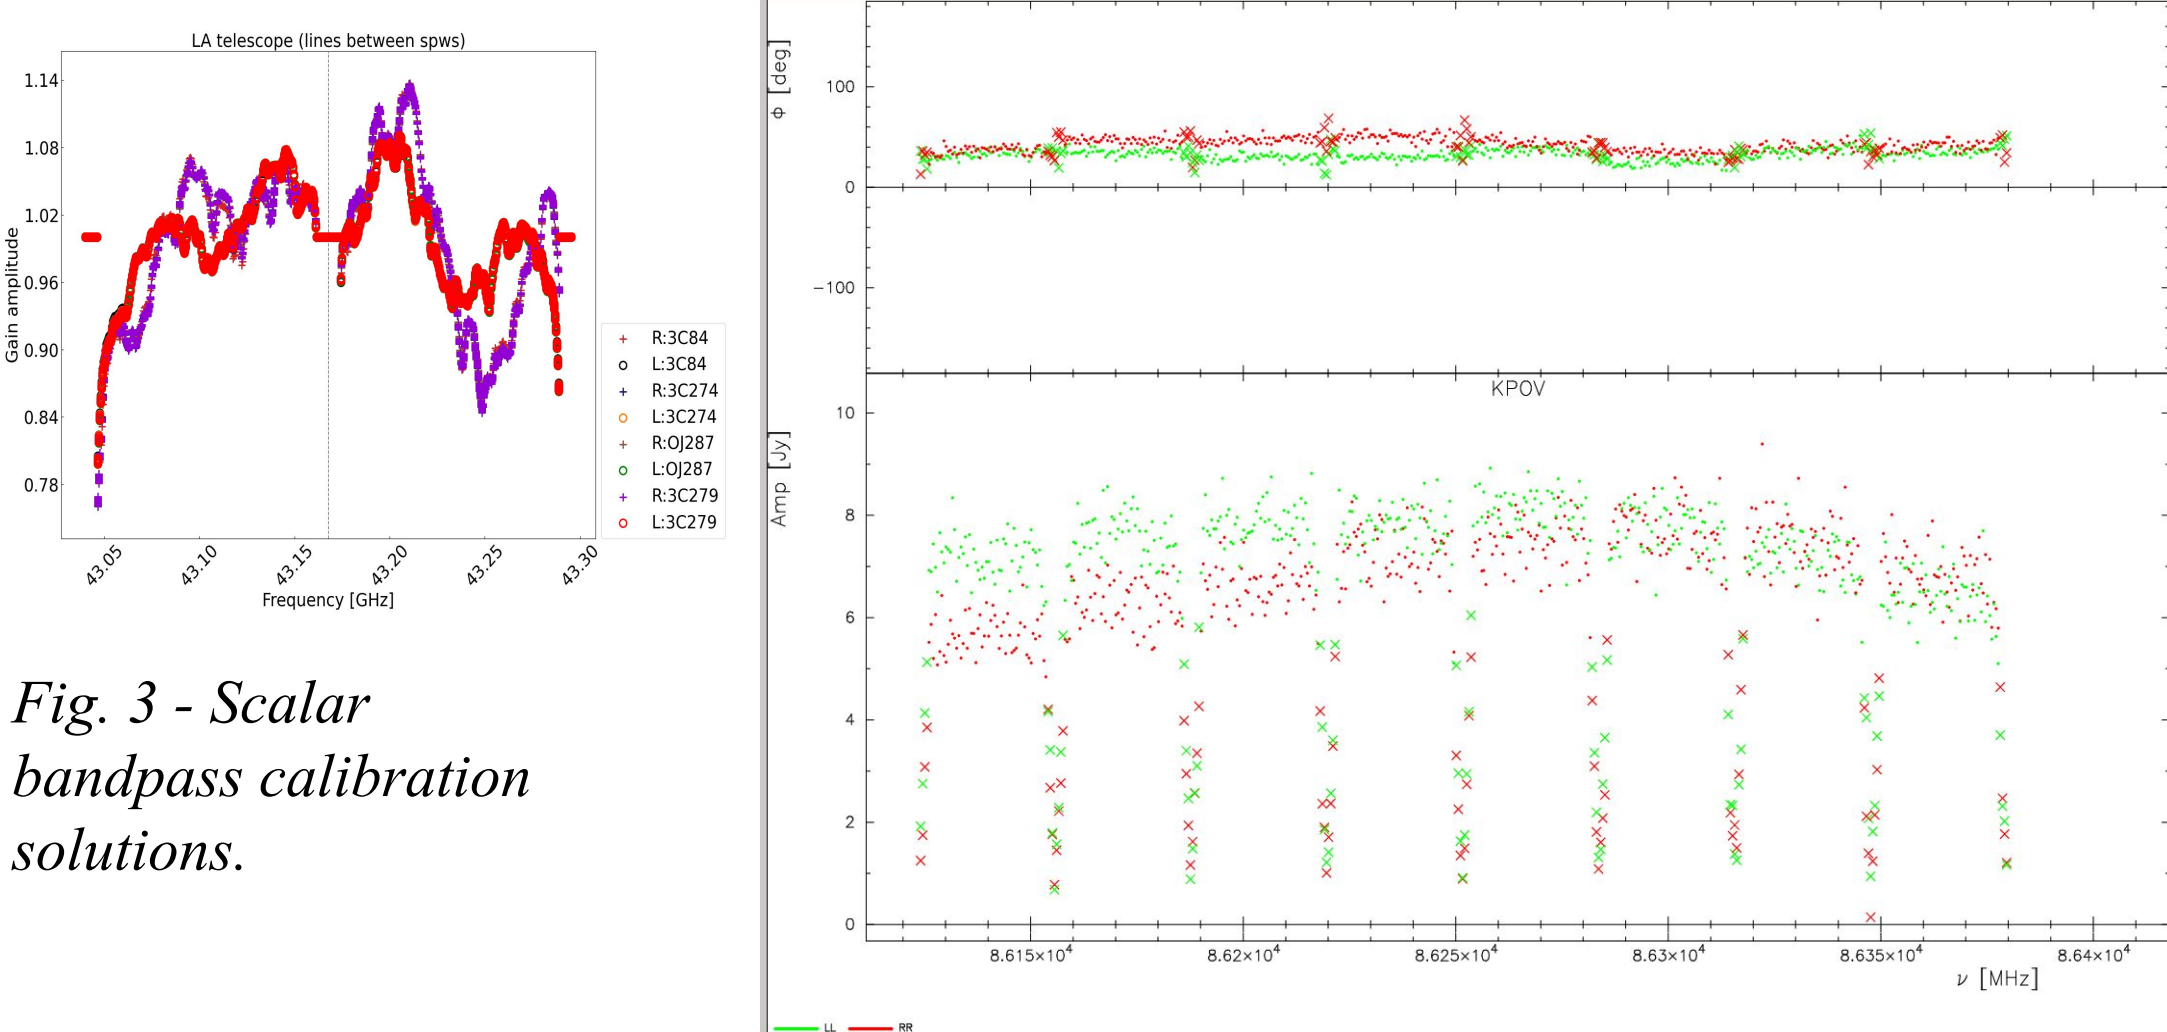 LA telescope (lines between spws)
1.14
1.08
1.02
0.96
0.90
0.84
0.78
Gain amplitude
43.05
43.10
43.15
43.20
43.25
43.30
Frequency [GHz]
R:3C84
L:3C84
R:3C274
L:3C274
R:OJ287
L:OJ287
R:3C279
L:3C279
Fig. 3 - Scalar
bandpass calibration
solutions.
ϕ [deg]
100
0
−100
KPOV
Amp [Jy]
10
8
6
4
2
0
8.615×10⁴
8.62×10⁴
8.625×10⁴
8.63×10⁴
8.635×10⁴
8.64×10⁴
ν [MHz]
LL
RR